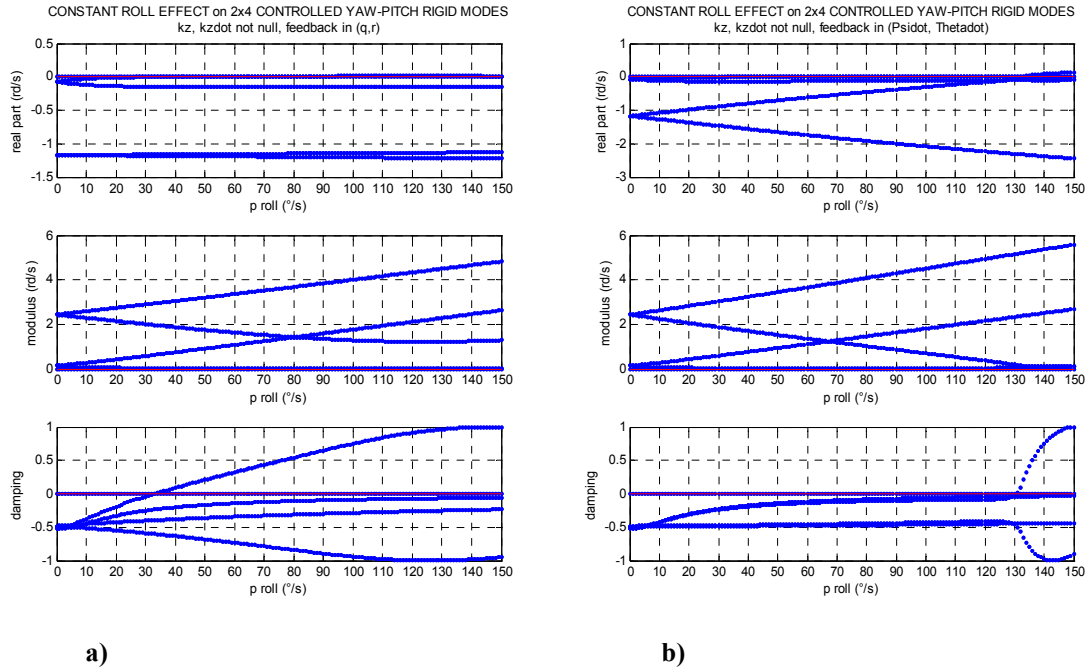 CONSTANT ROLL EFFECT on 2x4 CONTROLLED YAW-PITCH RIGID MODES
kz, kzdot not null, feedback in (q,r)
0.5
0
-0.5
-1
-1.5
real part (rd/s)
0 10 20 30 40 50 60 70 80 90 100 110 120 130 140 150
p roll (°/s)
6
4
2
0
modulus (rd/s)
0 10 20 30 40 50 60 70 80 90 100 110 120 130 140 150
p roll (°/s)
1
0.5
0
-0.5
-1
damping
0 10 20 30 40 50 60 70 80 90 100 110 120 130 140 150
p roll (°/s)
a)
CONSTANT ROLL EFFECT on 2x4 CONTROLLED YAW-PITCH RIGID MODES
kz, kzdot not null, feedback in (Psidot, Thetadot)
1
0
-1
-2
-3
real part (rd/s)
0 10 20 30 40 50 60 70 80 90 100 110 120 130 140 150
p roll (°/s)
6
4
2
0
modulus (rd/s)
0 10 20 30 40 50 60 70 80 90 100 110 120 130 140 150
p roll (°/s)
1
0.5
0
-0.5
-1
damping
0 10 20 30 40 50 60 70 80 90 100 110 120 130 140 150
p roll (°/s)
b)